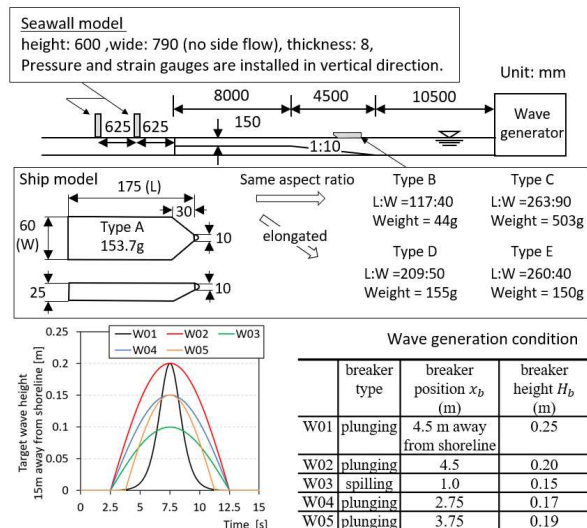 Seawall model
height: 600 ,wide: 790 (no side flow), thickness: 8,
Pressure and strain gauges are installed in vertical direction.
Unit: mm
8000 4500 10500
625 625 150
1:10
Wave
generator
Ship model
175 (L)
30
60
(W)
Type A
153.7g
10
25
10
Same aspect ratio
elongated
Type B
L:W =117:40
Weight = 44g
Type C
L:W =263:90
Weight = 503g
Type D
L:W =209:50
Weight = 155g
Type E
L:W =260:40
Weight = 150g
Target wave height
15m away from shoreline [m]
0.25
0.2
0.15
0.1
0.05
0
W01 W02 W03
W04 W05
0 2.5 5 7.5 10 12.5 15
Time [s]
Wave generation condition
breaker type breaker position x_b (m) breaker height H_b (m)
W01 plunging 4.5 m away from shoreline 0.25
W02 plunging 4.5 0.20
W03 spilling 1.0 0.15
W04 plunging 2.75 0.17
W05 plunging 3.75 0.19